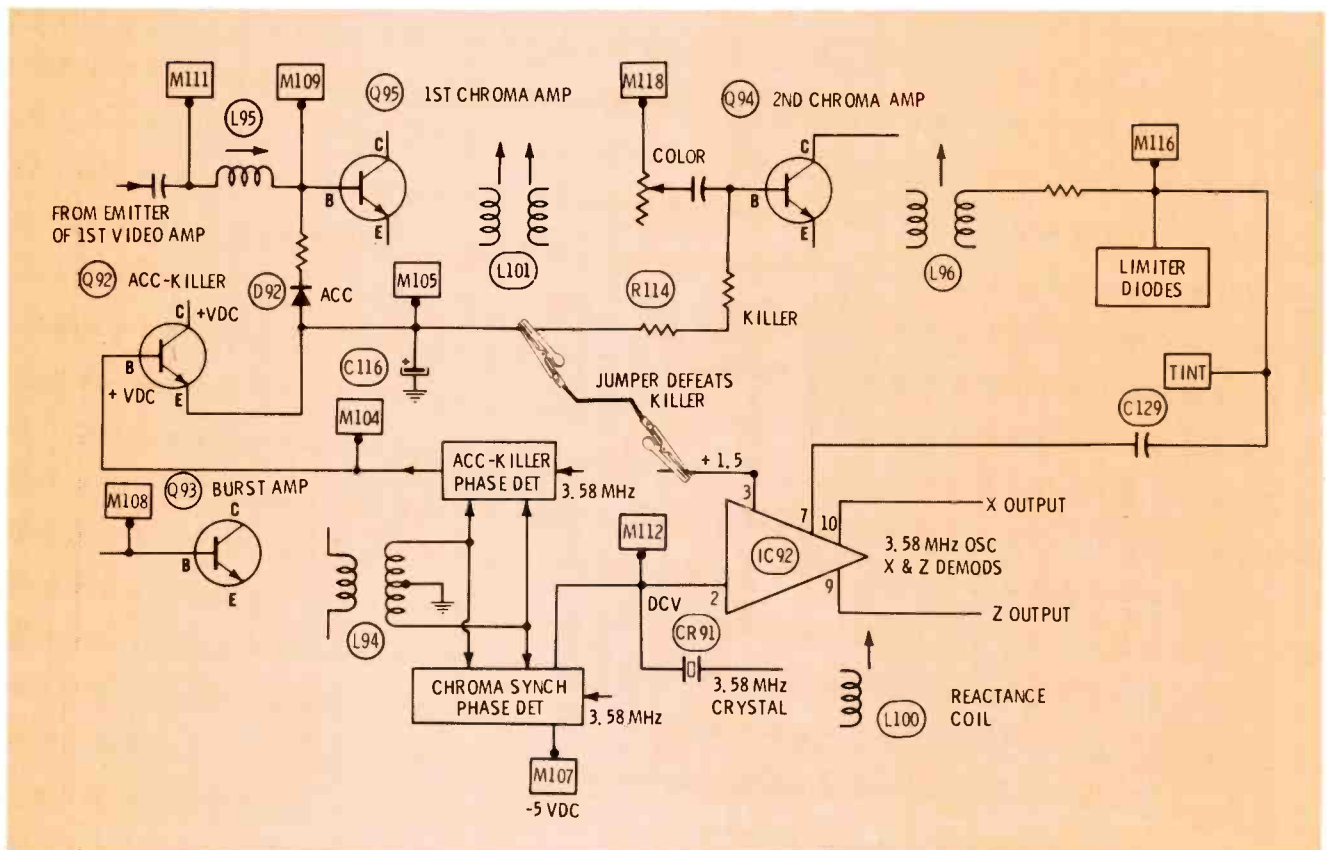 M111
M109
Q95
1ST CHROMA AMP
M118
Q94
2ND CHROMA AMP
L95
C
B
E
COLOR
C
B
E
M116
FROM EMITTER
OF 1ST VIDEO AMP
Q92
ACC-KILLER
D92
ACC
M105
L101
R114
KILLER
L96
LIMITER
DIODES
C
+VDC
B
+ VDC
E
C116
+
JUMPER DEFEATS
KILLER
TINT
C129
M104
ACC-KILLER
PHASE DET
3.58 MHz
+ 1.5
3
Q93
BURST AMP
M108
C
B
E
M112
7
10
X OUTPUT
IC92
3.58 MHz OSC
X & Z DEMODS
DCV
2
9
Z OUTPUT
L94
CR91
CHROMA SYNCH
PHASE DET
3.58 MHz
3.58 MHz
CRYSTAL
L100
REACTANCE
COIL
M107
-5 VDC